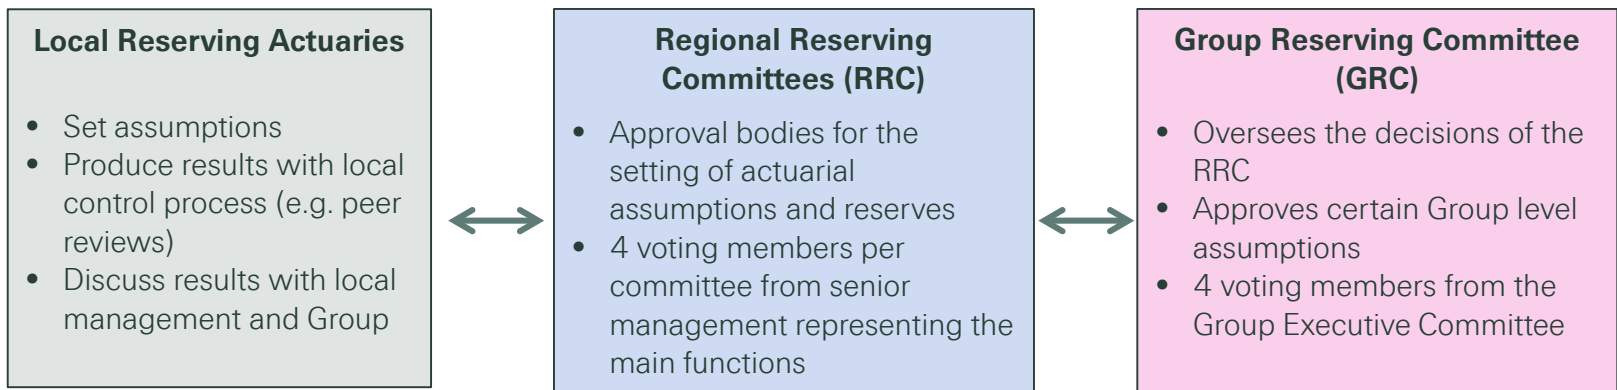 Local Reserving Actuaries
• Set assumptions
• Produce results with local
control process (e.g. peer
reviews)
• Discuss results with local
management and Group
Regional Reserving
Committees (RRC)
• Approval bodies for the
setting of actuarial
assumptions and reserves
• 4 voting members per
committee from senior
management representing the
main functions
Group Reserving Committee
(GRC)
• Oversees the decisions of the
RRC
• Approves certain Group level
assumptions
• 4 voting members from the
Group Executive Committee